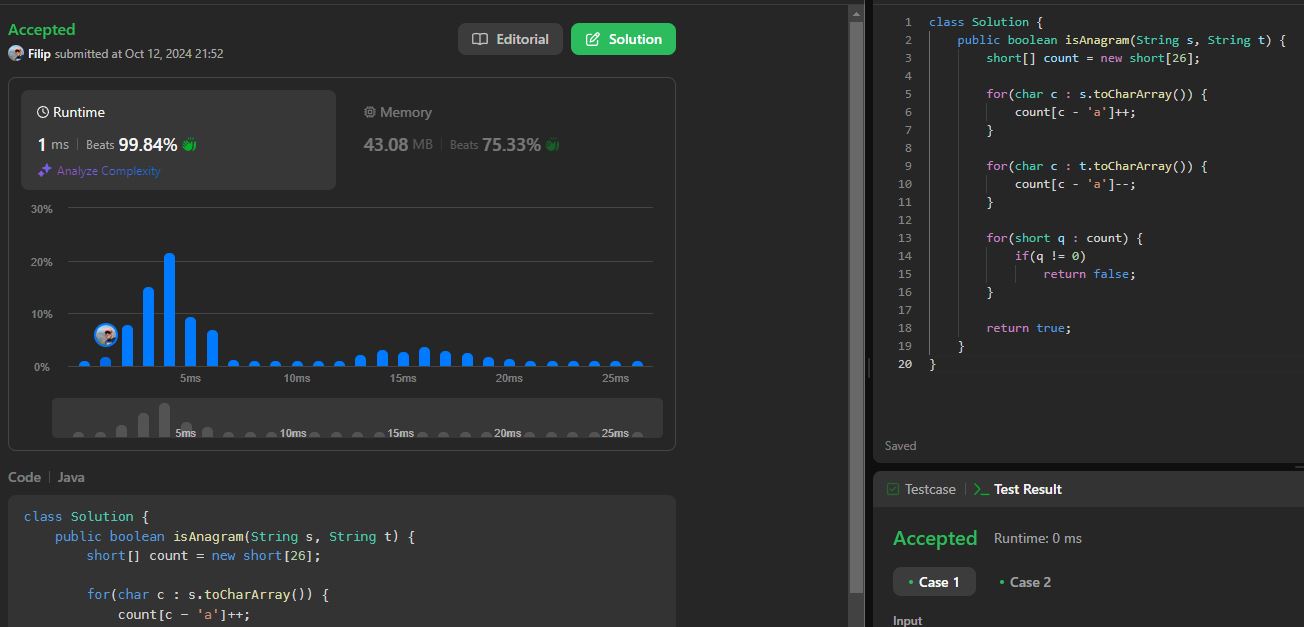 Accepted
Filip submitted at Oct 12, 2024 21:52
Editorial
Solution
Runtime
1 ms | Beats 99.84%
Analyze Complexity
Memory
43.08 MB | Beats 75.33%
30%
20%
10%
0%
5ms 10ms 15ms 20ms 25ms
5ms 10ms 15ms 20ms 25ms
Code | Java
class Solution {
    public boolean isAnagram(String s, String t) {
        short[] count = new short[26];

        for(char c : s.toCharArray()) {
            count[c - 'a']++;
1 class Solution {
2     public boolean isAnagram(String s, String t) {
3         short[] count = new short[26];
4
5         for(char c : s.toCharArray()) {
6             count[c - 'a']++;
7         }
8
9         for(char c : t.toCharArray()) {
10             count[c - 'a']--;
11         }
12
13         for(short q : count) {
14             if(q != 0)
15                 return false;
16         }
17
18         return true;
19     }
20 }
Saved
Testcase | >_ Test Result
Accepted Runtime: 0 ms
• Case 1 • Case 2
Input